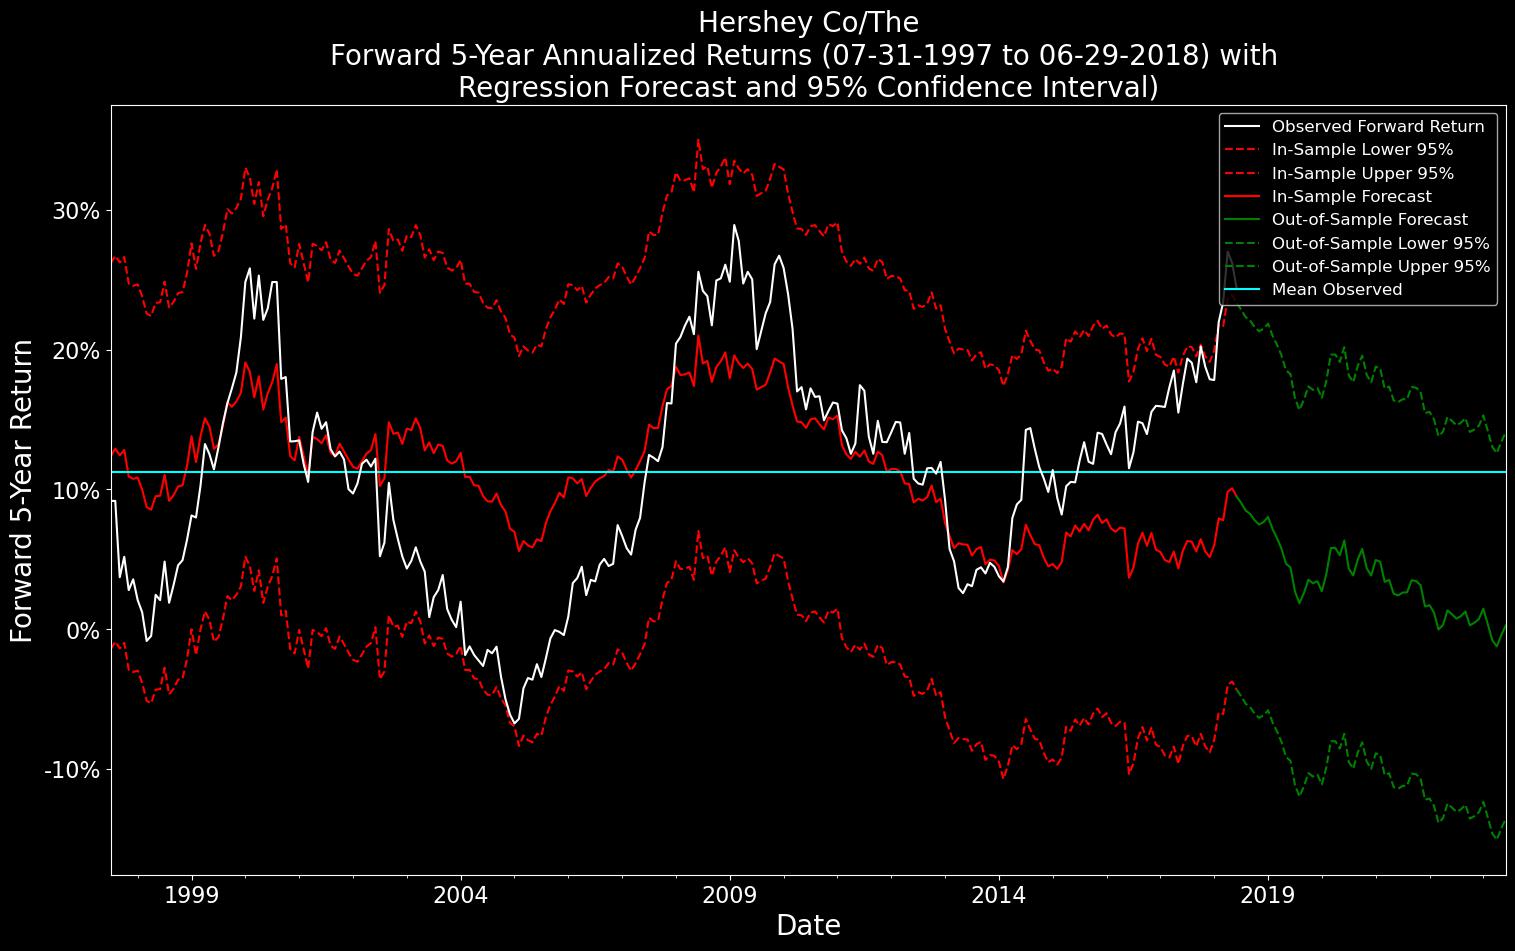 Hershey Co/The
Forward 5-Year Annualized Returns (07-31-1997 to 06-29-2018) with
Regression Forecast and 95% Confidence Interval)
Observed Forward Return
In-Sample Lower 95%
In-Sample Upper 95%
In-Sample Forecast
Out-of-Sample Forecast
Out-of-Sample Lower 95%
Out-of-Sample Upper 95%
Mean Observed
Forward 5-Year Return
30%
20%
10%
0%
-10%
1999
2004
2009
2014
2019
Date